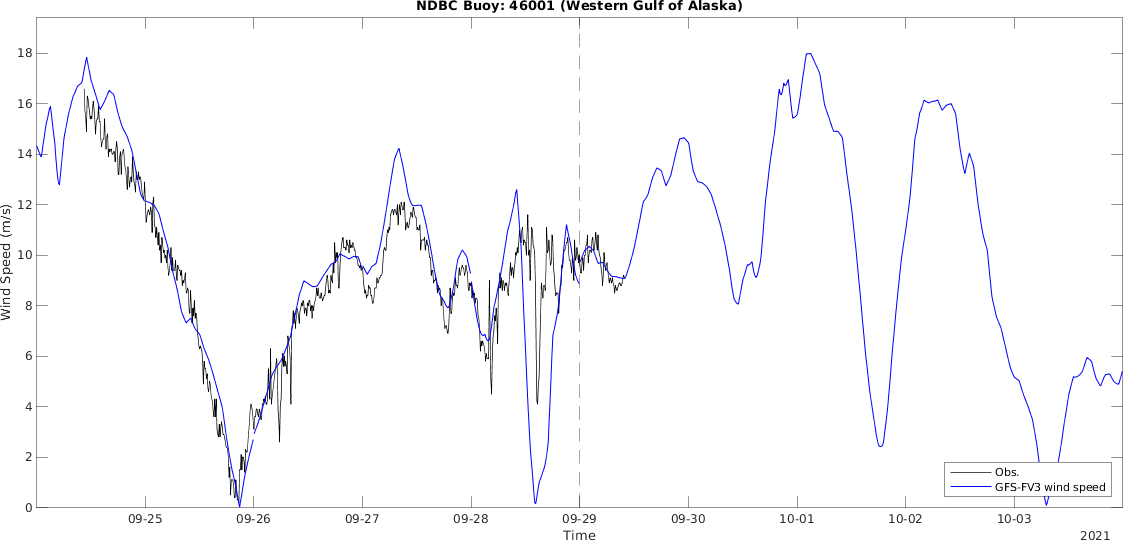 NDBC Buoy: 46001 (Western Gulf of Alaska)
Wind Speed (m/s)
18
16
14
12
10
8
6
4
2
0
Obs.
GFS-FV3 wind speed
09-25 09-26 09-27 09-28 09-29 09-30 10-01 10-02 10-03
Time
2021